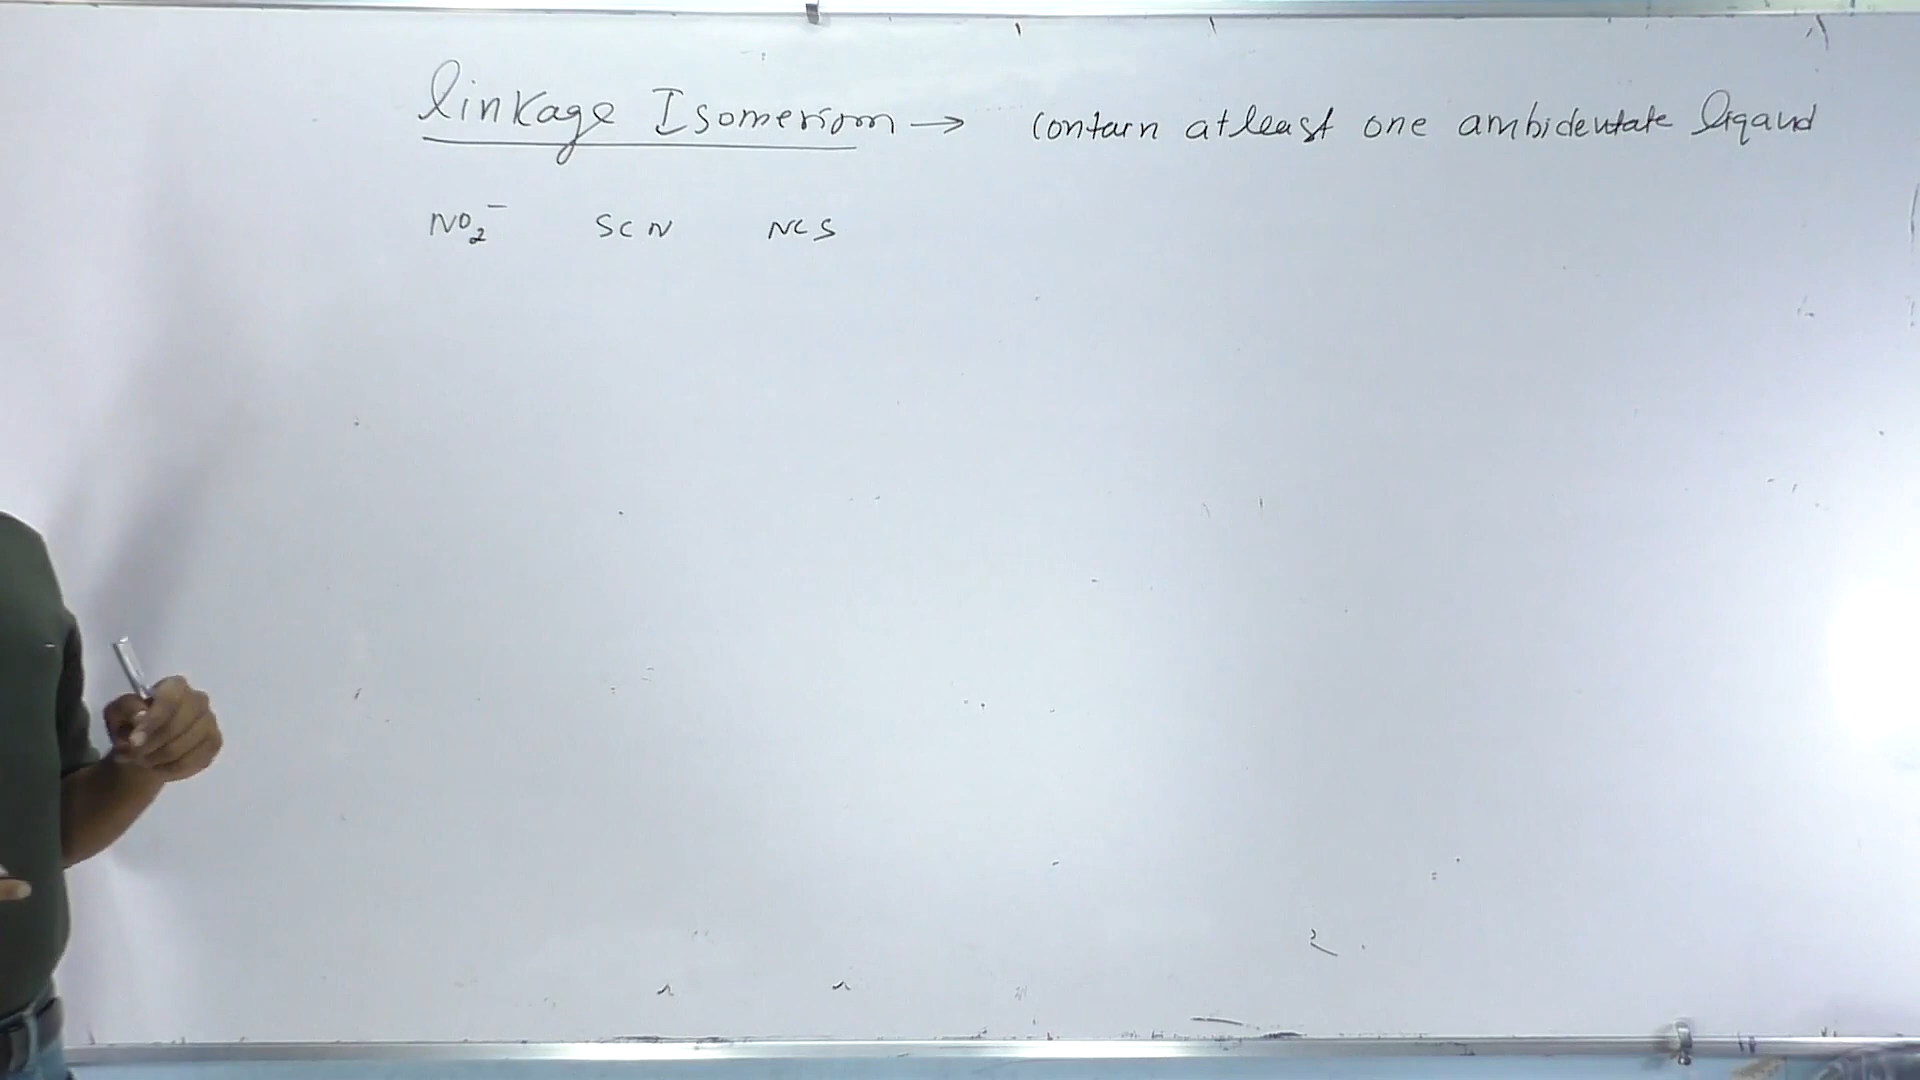 linkage Isomerism → contain atleast one ambidentate ligand
NO₂⁻ SCN NCS